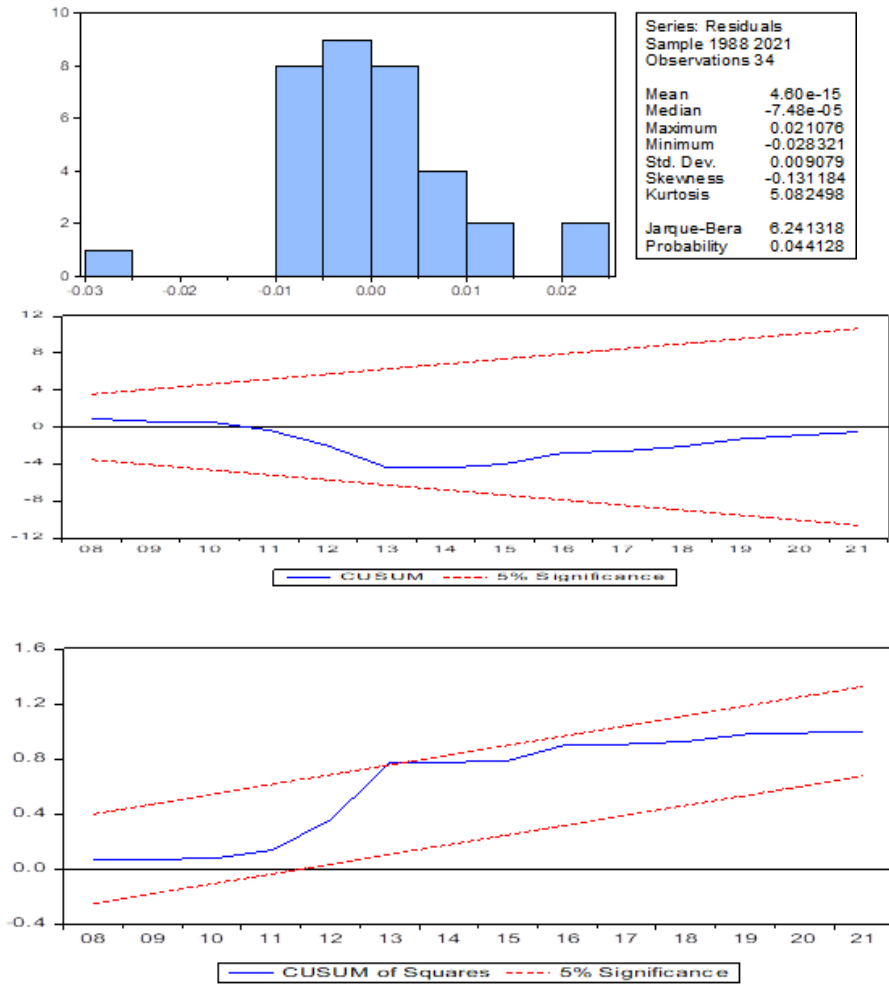 10
8
6
4
2
0
-0.03 -0.02 -0.01 0.00 0.01 0.02
Series: Residuals
Sample 1988 2021
Observations 34
Mean 4.60e-15
Median -7.48e-05
Maximum 0.021076
Minimum -0.028321
Std. Dev. 0.009079
Skewness -0.131184
Kurtosis 5.082498
Jarque-Bera 6.241318
Probability 0.044128
12
8
4
0
-4
-8
-12
08 09 10 11 12 13 14 15 16 17 18 19 20 21
CUSUM 5% Significance
1.6
1.2
0.8
0.4
0.0
-0.4
08 09 10 11 12 13 14 15 16 17 18 19 20 21
CUSUM of Squares 5% Significance